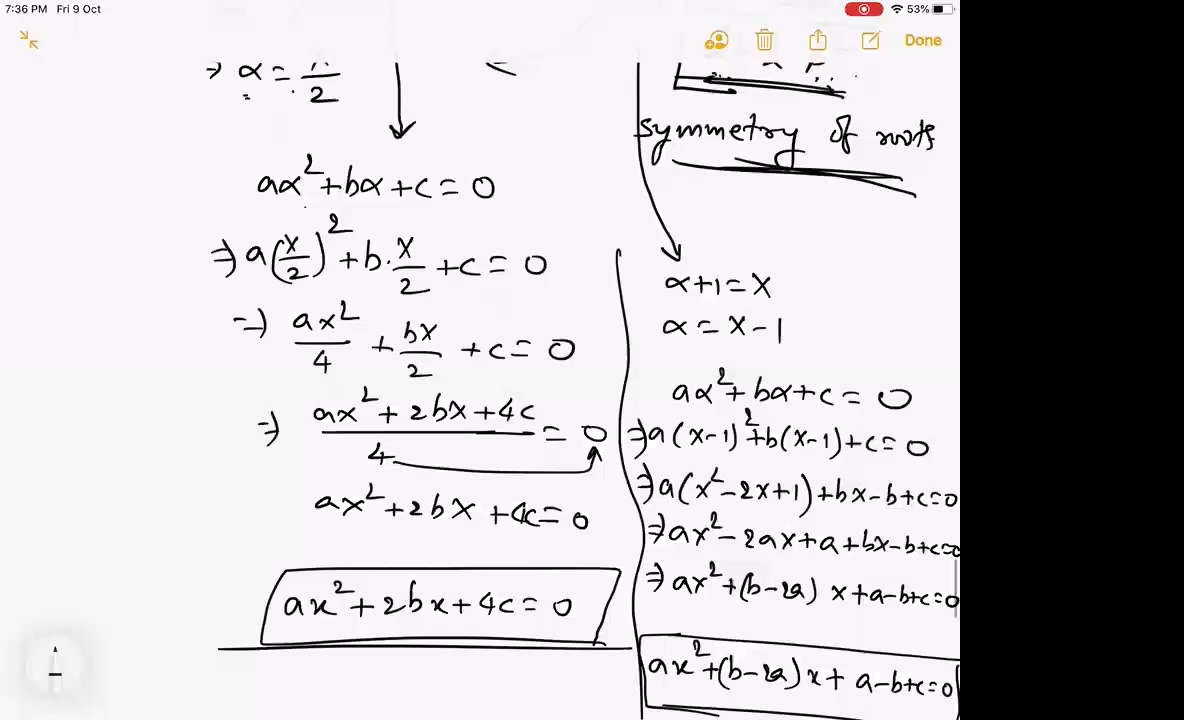 7:36 PM Fri 9 Oct
53%
Done
⇒ α = x/2
aα² + bα + c = 0
⇒ a(x/2)² + b·x/2 + c = 0
⇒ ax²/4 + bx/2 + c = 0
⇒ (ax² + 2bx + 4c)/4 = 0
ax² + 2bx + 4c = 0
ax² + 2bx + 4c = 0
symmetry of roots
α + 1 = x
α = x - 1
aα² + bα + c = 0
⇒ a(x-1)² + b(x-1) + c = 0
⇒ a(x² - 2x + 1) + bx - b + c = 0
⇒ ax² - 2ax + a + bx - b + c = 0
⇒ ax² + (b-2a) x + a - b + c = 0
ax² + (b-2a)x + a - b + c = 0